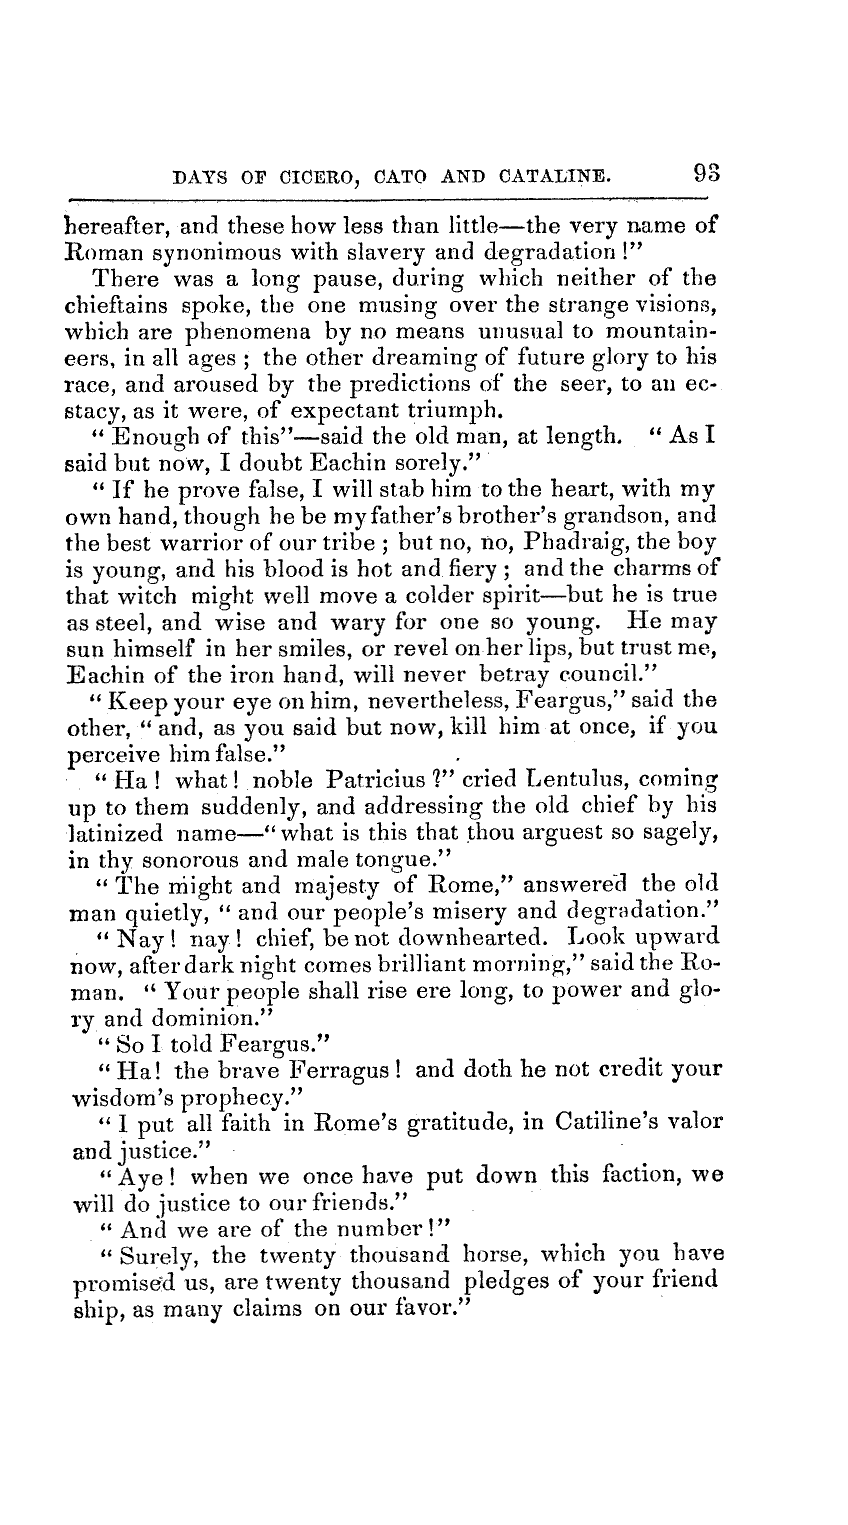 DAYS OF CICERO, CATO AND CATALINE. 93
hereafter, and these how less than little—the very name of
Roman synonimous with slavery and degradation!”
There was a long pause, during which neither of the
chieftains spoke, the one musing over the strange visions,
which are phenomena by no means unusual to mountain-
eers, in all ages; the other dreaming of future glory to his
race, and aroused by the predictions of the seer, to an ec-
stacy, as it were, of expectant triumph.
“Enough of this”—said the old man, at length. “As I
said but now, I doubt Eachin sorely.”
“If he prove false, I will stab him to the heart, with my
own hand, though he be my father's brother's grandson, and
the best warrior of our tribe; but no, no, Phadraig, the boy
is young, and his blood is hot and fiery; and the charms of
that witch might well move a colder spirit—but he is true
as steel, and wise and wary for one so young. He may
sun himself in her smiles, or revel on her lips, but trust me,
Eachin of the iron hand, will never betray council.”
“Keep your eye on him, nevertheless, Feargus,” said the
other, “and, as you said but now, kill him at once, if you
perceive him false.”
“Ha! what! noble Patricius?” cried Lentulus, coming
up to them suddenly, and addressing the old chief by his
latinized name—“what is this that thou arguest so sagely,
in thy sonorous and male tongue.”
“The might and majesty of Rome,” answered the old
man quietly, “and our people's misery and degradation.”
“Nay! nay! chief, be not downhearted. Look upward
now, after dark night comes brilliant morning,” said the Ro-
man. “Your people shall rise ere long, to power and glo-
ry and dominion.”
“So I told Feargus.”
“Ha! the brave Ferragus! and doth he not credit your
wisdom's prophecy.”
“I put all faith in Rome's gratitude, in Catiline's valor
and justice.”
“Aye! when we once have put down this faction, we
will do justice to our friends.”
“And we are of the number!”
“Surely, the twenty thousand horse, which you have
promised us, are twenty thousand pledges of your friend
ship, as many claims on our favor.”